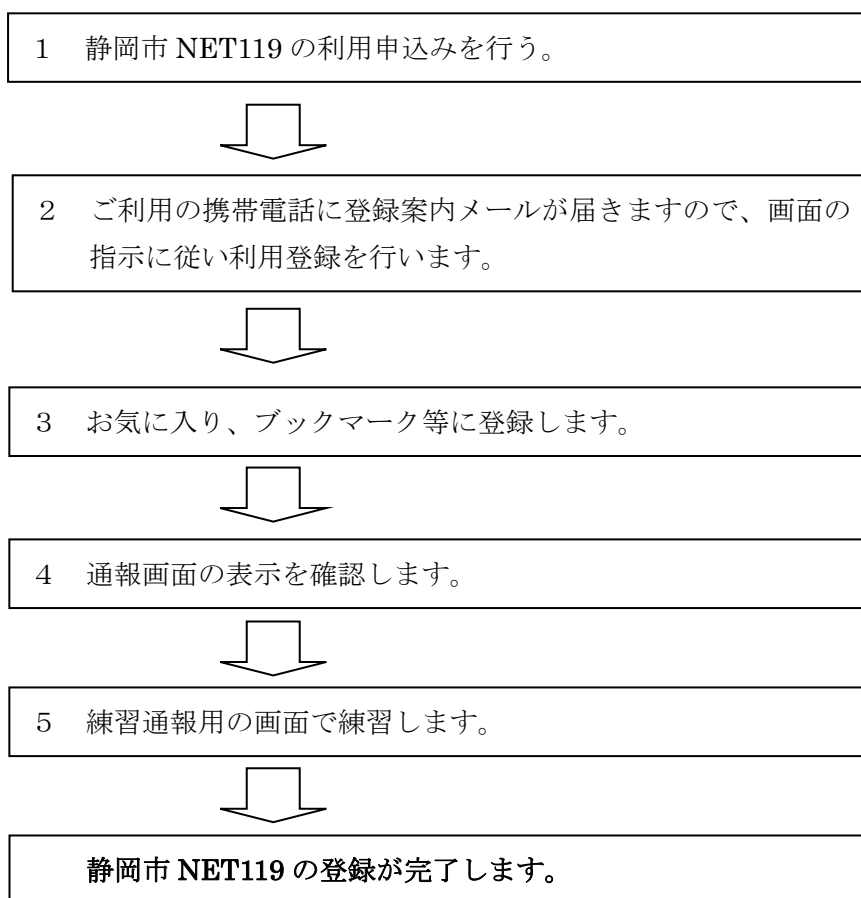 １ 静岡市 NET119 の利用申込みを行う。
２ ご利用の携帯電話に登録案内メールが届きますので、画面の
指示に従い利用登録を行います。
３ お気に入り、ブックマーク等に登録します。
４ 通報画面の表示を確認します。
５ 練習通報用の画面で練習します。
静岡市 NET119 の登録が完了します。